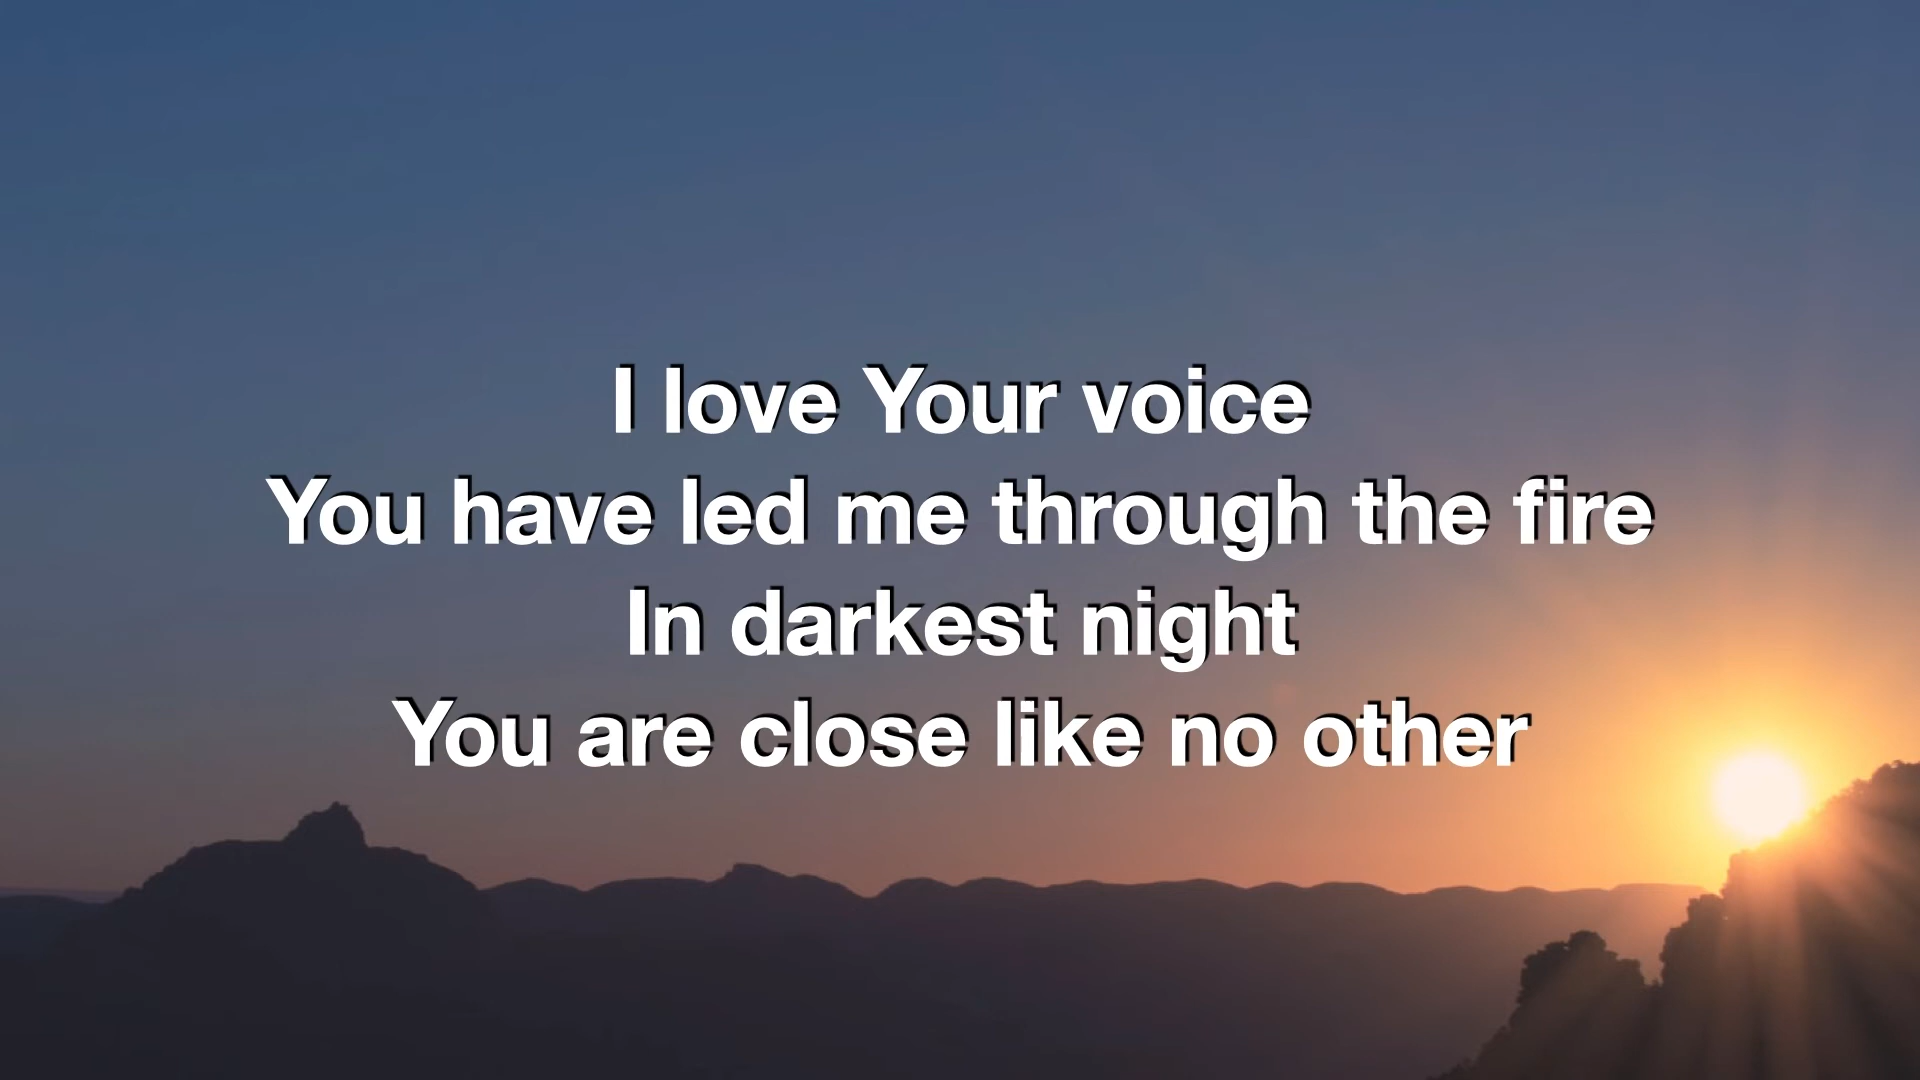 I love Your voice
You have led me through the fire
In darkest night
You are close like no other